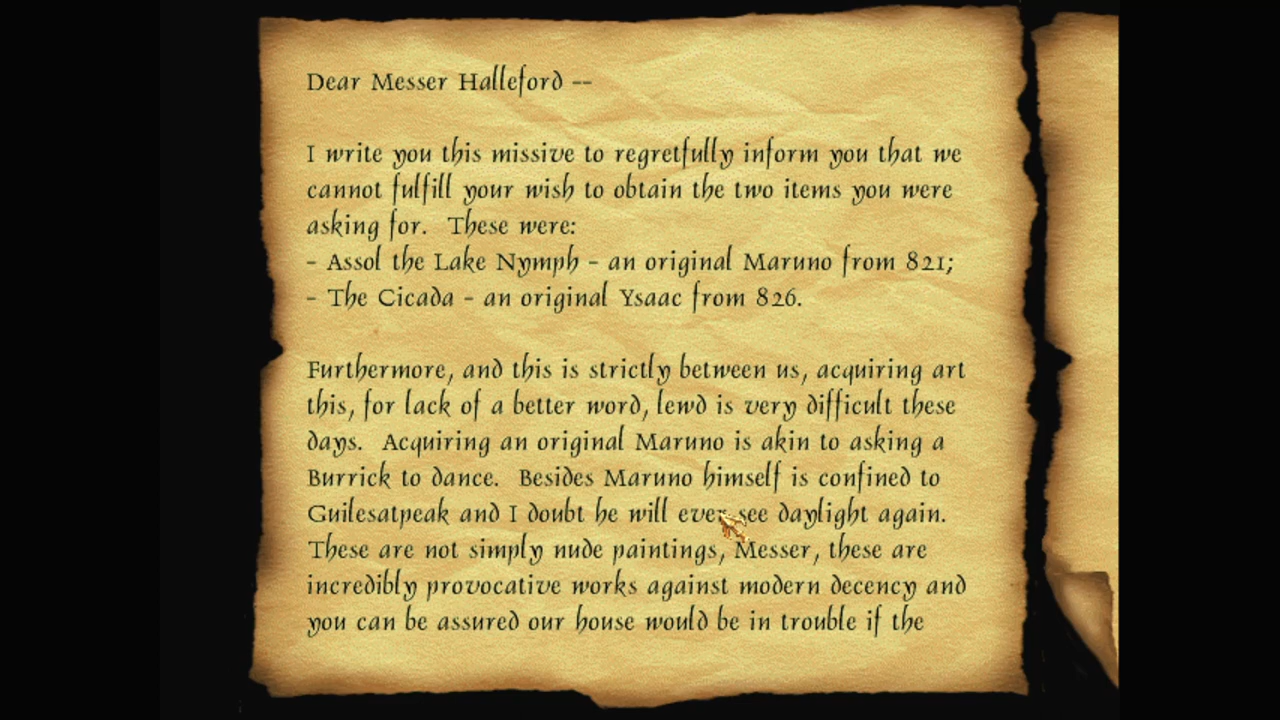 Dear Messer Halleford --
I write you this missive to regretfully inform you that we
cannot fulfill your wish to obtain the two items you were
asking for.  These were:
- Assol the Lake Nymph - an original Maruno from 821;
- The Cicada - an original Ysaac from 826.
Furthermore, and this is strictly between us, acquiring art
this, for lack of a better word, lewd is very difficult these
days.  Acquiring an original Maruno is akin to asking a
Burrick to dance.  Besides Maruno himself is confined to
Guilesatpeak and I doubt he will ever see daylight again.
These are not simply nude paintings, Messer, these are
incredibly provocative works against modern decency and
you can be assured our house would be in trouble if the